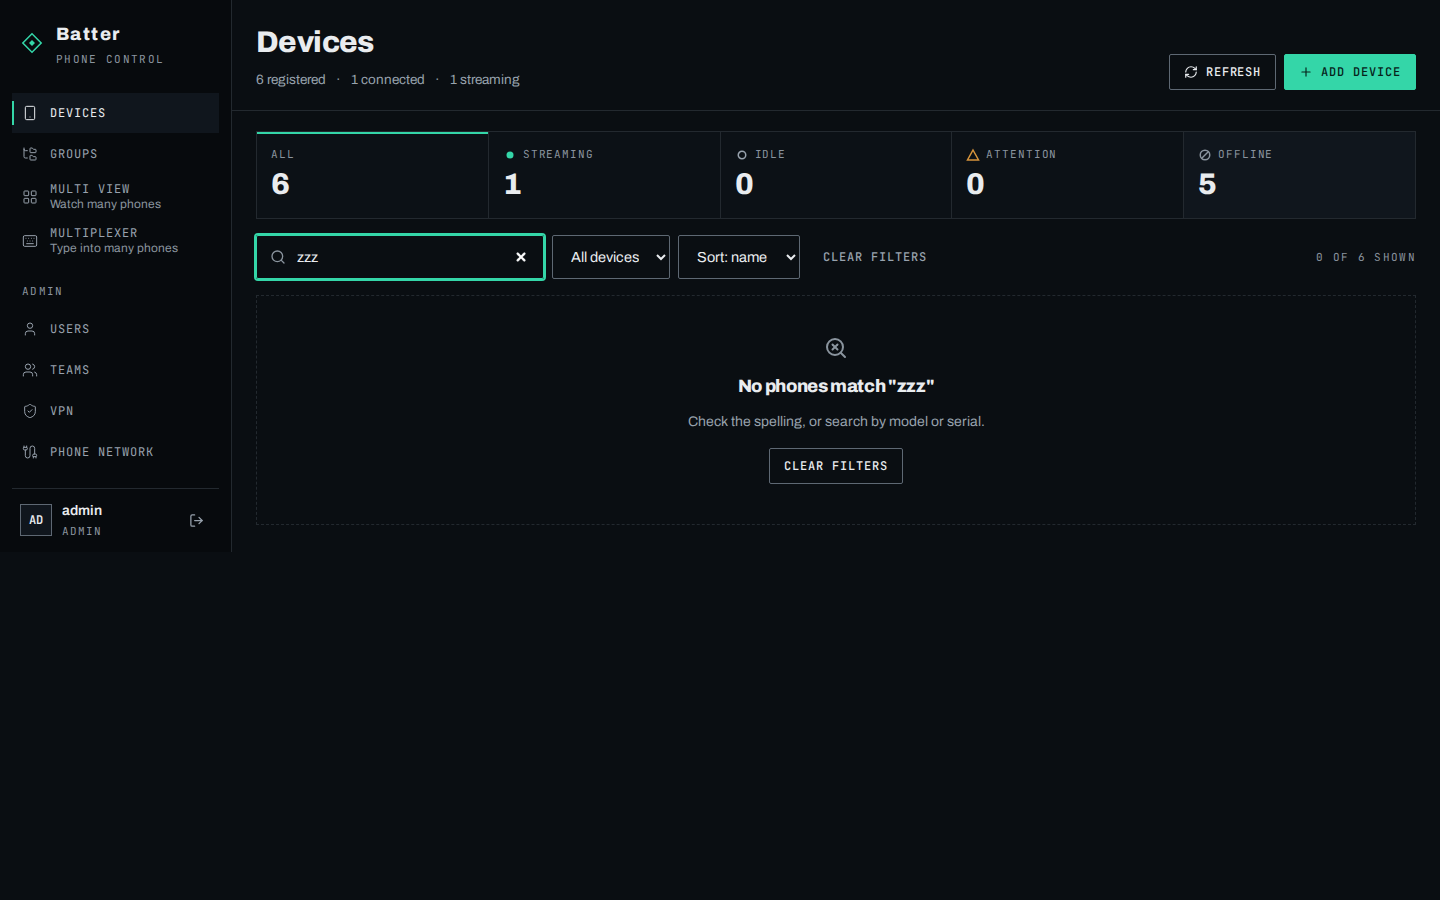 Batter
PHONE CONTROL
DEVICES
GROUPS
MULTI VIEW
Watch many phones
MULTIPLEXER
Type into many phones
ADMIN
USERS
TEAMS
VPN
PHONE NETWORK
AD
admin
ADMIN
Devices
6 registered · 1 connected · 1 streaming
REFRESH
ADD DEVICE
ALL
6
STREAMING
1
IDLE
0
ATTENTION
0
OFFLINE
5
zzz
All devices
Sort: name
CLEAR FILTERS
0 OF 6 SHOWN
No phones match "zzz"
Check the spelling, or search by model or serial.
CLEAR FILTERS